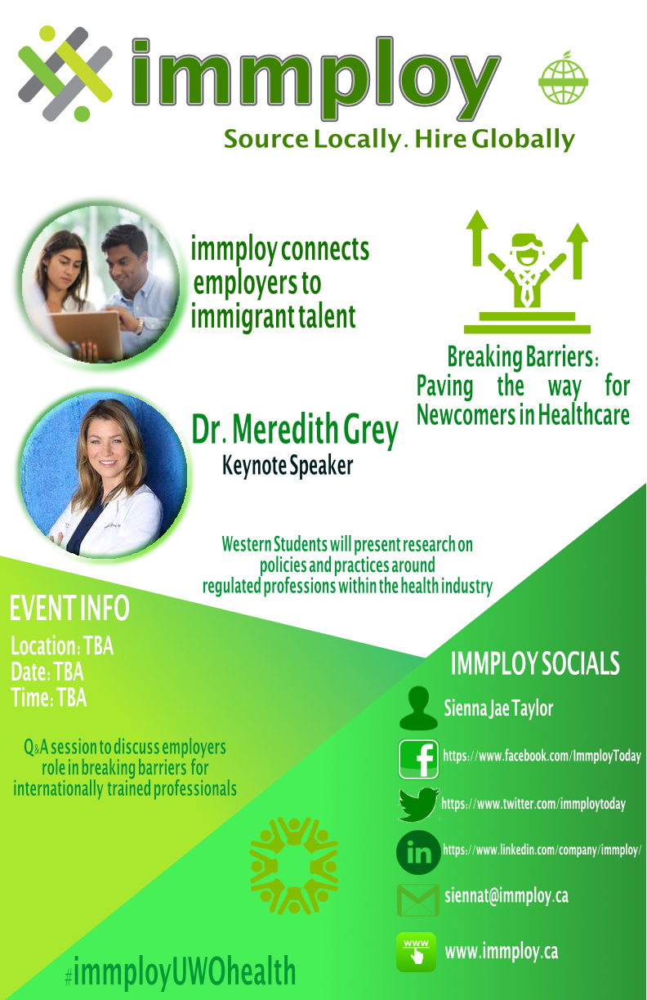 immploy
Source Locally. Hire Globally
immploy connects
employers to
immigrant talent
Breaking Barriers:
Paving the way for
Newcomers in Healthcare
Dr. Meredith Grey
Keynote Speaker
Western Students will present research on
policies and practices around
regulated professions within the health industry
EVENT INFO
Location: TBA
Date: TBA
Time: TBA
Q&A session to discuss employers
role in breaking barriers for
internationally trained professionals
IMMPLOY SOCIALS
Sienna Jae Taylor
f
https://www.facebook.com/ImmployToday
https://www.twitter.com/immploytoday
in
https://www.linkedin.com/company/immploy/
siennat@immploy.ca
www
www.immploy.ca
#immployUWOhealth